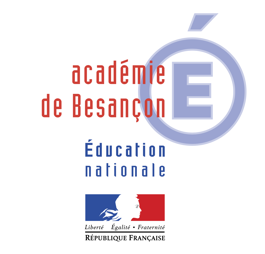 académie
de Besançon
É
Éducation
nationale
Liberté Égalité • Fraternité
RÉPUBLIQUE FRANÇAISE